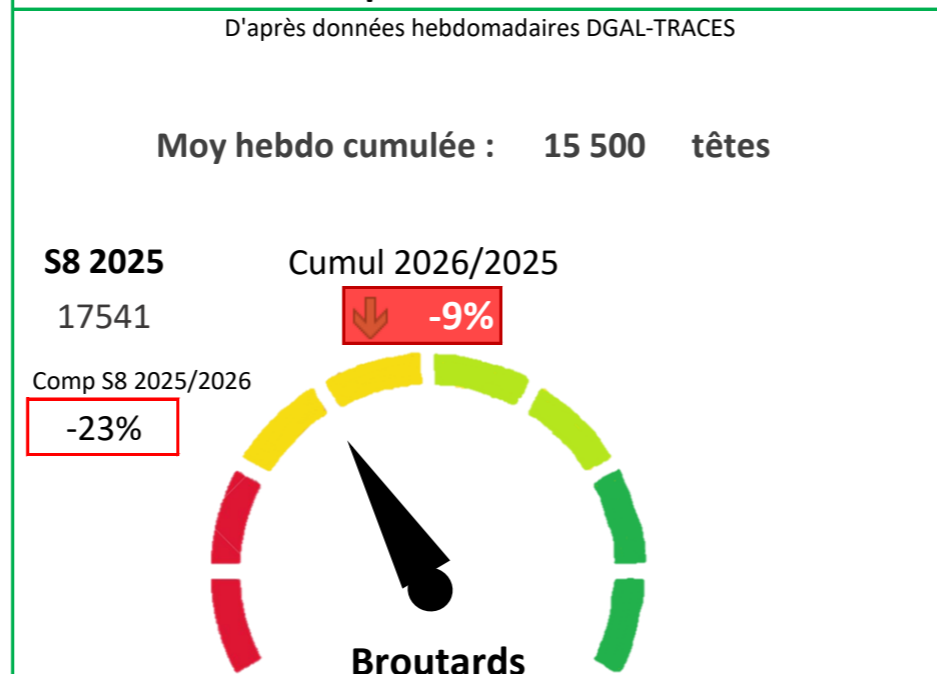 D'après données hebdomadaires DGAL-TRACES
Moy hebdo cumulée : 15 500 têtes
S8 2025
Cumul 2026/2025
17541
-9%
Comp S8 2025/2026
-23%
Broutards